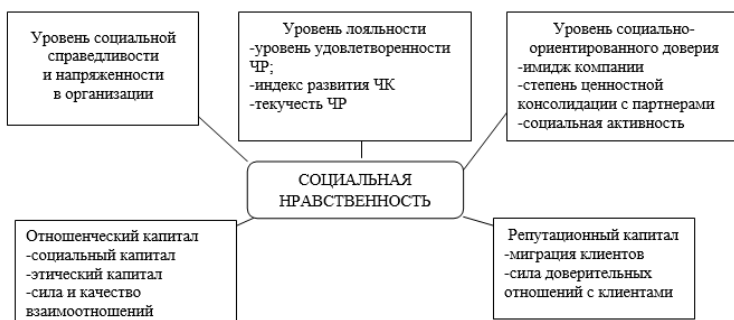 Уровень социальной
справедливости
и напряженности
в организации
Уровень лояльности
-уровень удовлетворенности
ЧР;
-индекс развития ЧК
-текучесть ЧР
Уровень социально-
ориентированного доверия
-имидж компании
-степень ценностной
консолидации с партнерами
-социальная активность
СОЦИАЛЬНАЯ
НРАВСТВЕННОСТЬ
Отношенческий капитал
-социальный капитал
-этический капитал
-сила и качество
взаимоотношений
Репутационный капитал
-миграция клиентов
-сила доверительных
отношений с клиентами